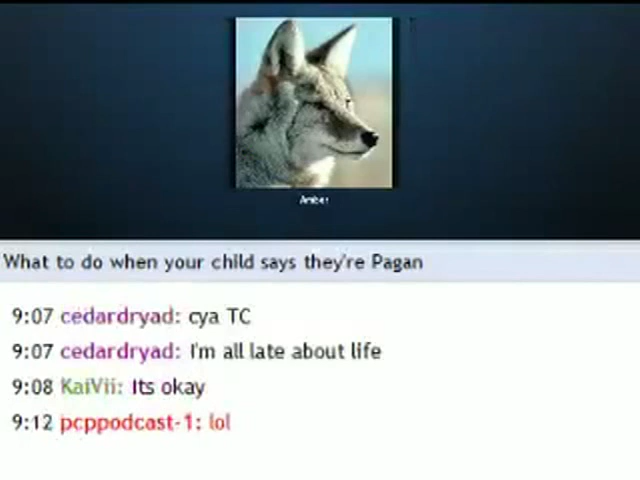 Amber
What to do when your child says they're Pagan
9:07 cedardryad: cya TC
9:07 cedardryad: I'm all late about life
9:08 KaiVii: Its okay
9:12 pcppodcast-1: lol